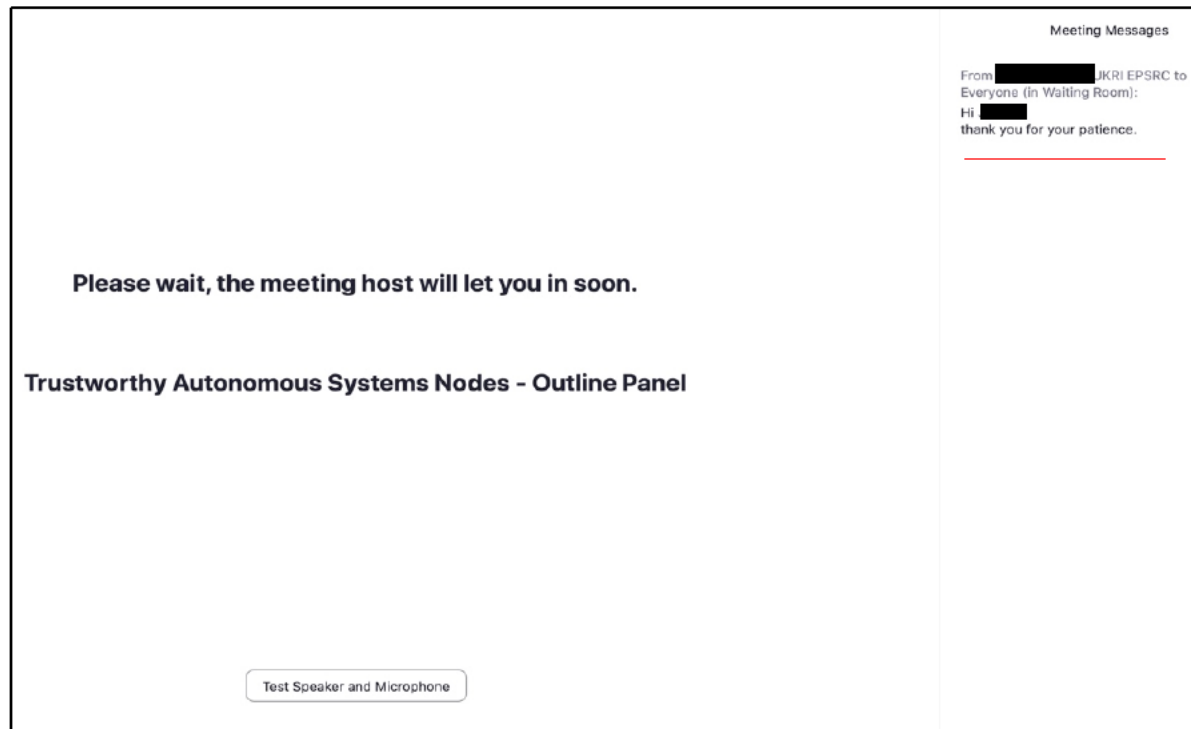 Meeting Messages
From UKRI EPSRC to
Everyone (in Waiting Room):
Hi
thank you for your patience.
Please wait, the meeting host will let you in soon.
Trustworthy Autonomous Systems Nodes - Outline Panel
Test Speaker and Microphone